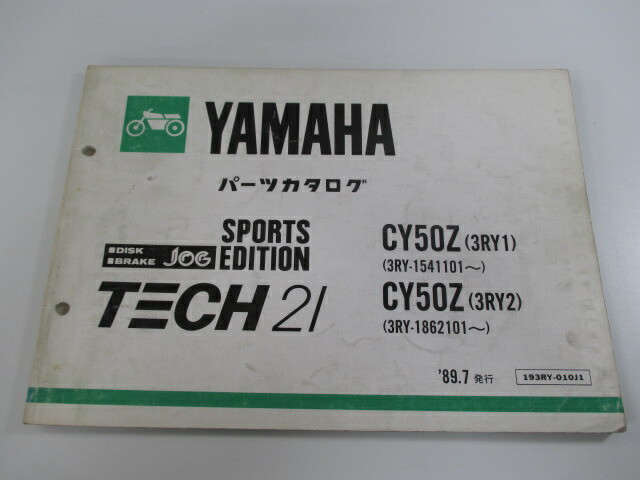 YAMAHA
パーツカタログ
■DISK
■BRAKE JOG
SPORTS
EDITION
CY50Z (3RY1)
(3RY-1541101～)
TECH 21
CY50Z (3RY2)
(3RY-1862101～)
'89.7 発行
193RY-010J1